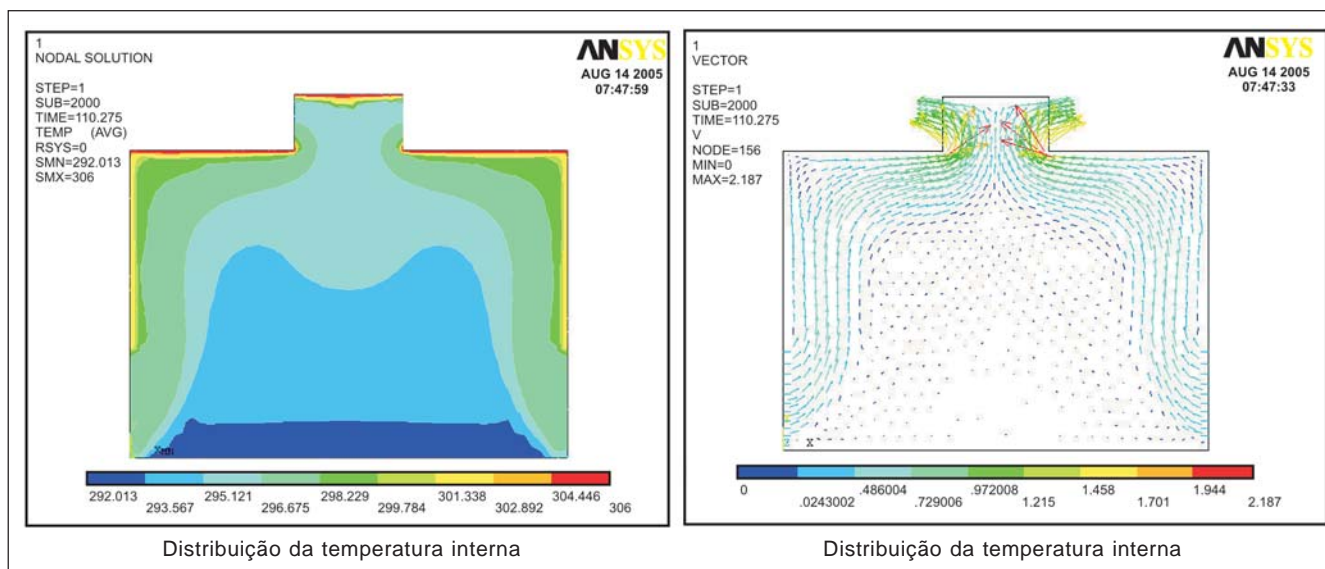 1
NODAL SOLUTION
STEP=1
SUB=2000
TIME=110.275
TEMP (AVG)
RSYS=0
SMN=292.013
SMX=306
ANSYS
AUG 14 2005
07:47:59
292.013 295.121 298.229 301.338 304.446
293.567 296.675 299.784 302.892 306
Distribuição da temperatura interna
1
VECTOR
STEP=1
SUB=2000
TIME=110.275
V
NODE=156
MIN=0
MAX=2.187
ANSYS
AUG 14 2005
07:47:33
X
0 .486004 .972008 1.458 1.944
.0243002 .729006 1.215 1.701 2.187
Distribuição da temperatura interna